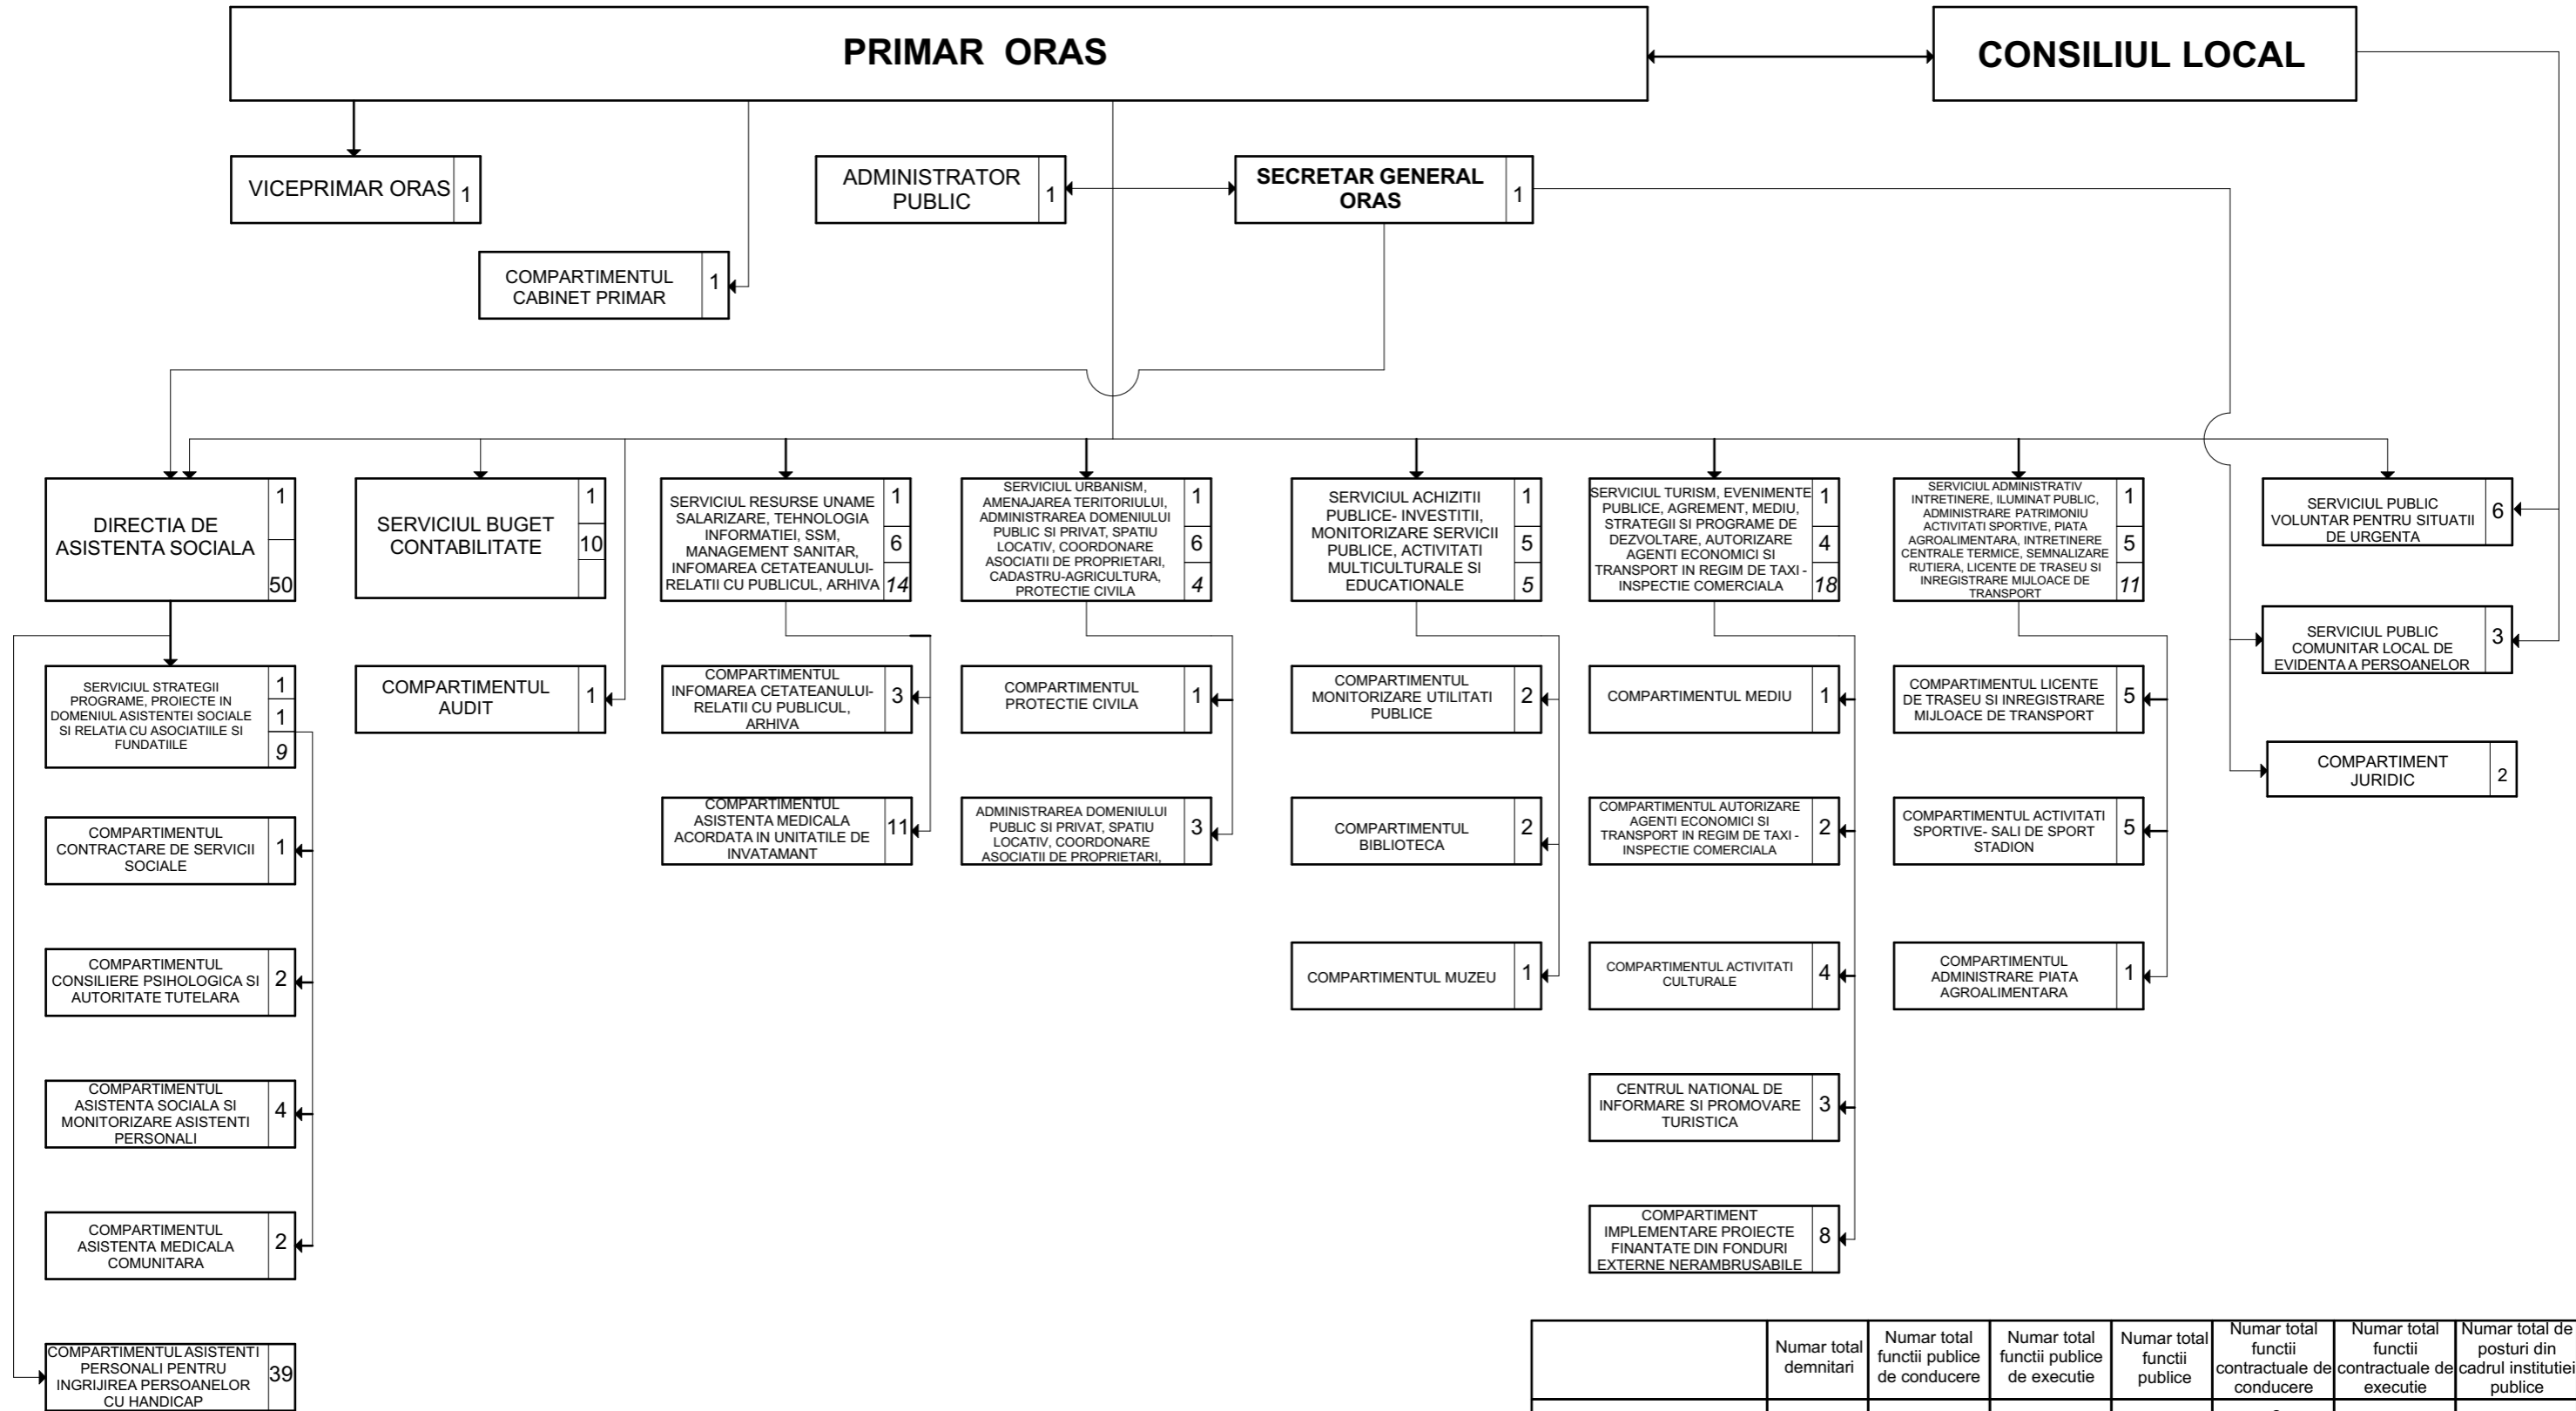 PRIMAR ORAS
CONSILIUL LOCAL
VICEPRIMAR ORAS
1
ADMINISTRATOR
PUBLIC
1
SECRETAR GENERAL
ORAS
1
COMPARTIMENTUL
CABINET PRIMAR
1
DIRECTIA DE
ASISTENTA SOCIALA
1
50
SERVICIUL BUGET
CONTABILITATE
1
10
SERVICIUL RESURSE UNAME
SALARIZARE, TEHNOLOGIA
INFORMATIEI, SSM,
MANAGEMENT SANITAR,
INFOMAREA CETATEANULUI-
RELATII CU PUBLICUL, ARHIVA
1
6
14
SERVICIUL URBANISM,
AMENAJAREA TERITORIULUI,
ADMINISTRAREA DOMENIULUI
PUBLIC SI PRIVAT, SPATIU
LOCATIV, COORDONARE
ASOCIATII DE PROPRIETARI,
CADASTRU-AGRICULTURA,
PROTECTIE CIVILA
1
6
4
SERVICIUL ACHIZITII
PUBLICE- INVESTITII,
MONITORIZARE SERVICII
PUBLICE, ACTIVITATI
MULTICULTURALE SI
EDUCATIONALE
1
5
5
SERVICIUL TURISM, EVENIMENTE
PUBLICE, AGREMENT, MEDIU,
STRATEGII SI PROGRAME DE
DEZVOLTARE, AUTORIZARE
AGENTI ECONOMICI SI
TRANSPORT IN REGIM DE TAXI -
INSPECTIE COMERCIALA
1
4
18
SERVICIUL ADMINISTRATIV
INTRETINERE, ILUMINAT PUBLIC,
ADMINISTRARE PATRIMONIU
ACTIVITATI SPORTIVE, PIATA
AGROALIMENTARA, INTRETINERE
CENTRALE TERMICE, SEMNALIZARE
RUTIERA, LICENTE DE TRASEU SI
INREGISTRARE MIJLOACE DE
TRANSPORT
1
5
11
SERVICIUL PUBLIC
VOLUNTAR PENTRU SITUATII
DE URGENTA
6
SERVICIUL PUBLIC
COMUNITAR LOCAL DE
EVIDENTA A PERSOANELOR
3
SERVICIUL STRATEGII
PROGRAME, PROIECTE IN
DOMENIUL ASISTENTEI SOCIALE
SI RELATIA CU ASOCIATIILE SI
FUNDATIILE
1
1
9
COMPARTIMENTUL
AUDIT
1
COMPARTIMENTUL
INFOMAREA CETATEANULUI-
RELATII CU PUBLICUL,
ARHIVA
3
COMPARTIMENTUL
PROTECTIE CIVILA
1
COMPARTIMENTUL
MONITORIZARE UTILITATI
PUBLICE
2
COMPARTIMENTUL MEDIU
1
COMPARTIMENTUL LICENTE
DE TRASEU SI INREGISTRARE
MIJLOACE DE TRANSPORT
5
COMPARTIMENT
JURIDIC
2
COMPARTIMENTUL
CONTRACTARE DE SERVICII
SOCIALE
1
COMPARTIMENTUL
ASISTENTA MEDICALA
ACORDATA IN UNITATILE DE
INVATAMANT
11
ADMINISTRAREA DOMENIULUI
PUBLIC SI PRIVAT, SPATIU
LOCATIV, COORDONARE
ASOCIATII DE PROPRIETARI,
3
COMPARTIMENTUL
BIBLIOTECA
2
COMPARTIMENTUL AUTORIZARE
AGENTI ECONOMICI SI
TRANSPORT IN REGIM DE TAXI -
INSPECTIE COMERCIALA
2
COMPARTIMENTUL ACTIVITATI
SPORTIVE- SALI DE SPORT
STADION
5
COMPARTIMENTUL
CONSILIERE PSIHOLOGICA SI
AUTORITATE TUTELARA
2
COMPARTIMENTUL MUZEU
1
COMPARTIMENTUL ACTIVITATI
CULTURALE
4
COMPARTIMENTUL
ADMINISTRARE PIATA
AGROALIMENTARA
1
COMPARTIMENTUL
ASISTENTA SOCIALA SI
MONITORIZARE ASISTENTI
PERSONALI
4
CENTRUL NATIONAL DE
INFORMARE SI PROMOVARE
TURISTICA
3
COMPARTIMENTUL
ASISTENTA MEDICALA
COMUNITARA
2
COMPARTIMENT
IMPLEMENTARE PROIECTE
FINANTATE DIN FONDURI
EXTERNE NERAMBRUSABILE
8
COMPARTIMENTUL ASISTENTI
PERSONALI PENTRU
INGRIJIREA PERSOANELOR
CU HANDICAP
39
Numar total
demnitari
Numar total
functii publice
de conducere
Numar total
functii publice
de executie
Numar total
functii
publice
Numar total
functii
contractuale de
conducere
Numar total
functii
contractuale de
executie
Numar total de
posturi din
cadrul institutiei
publice